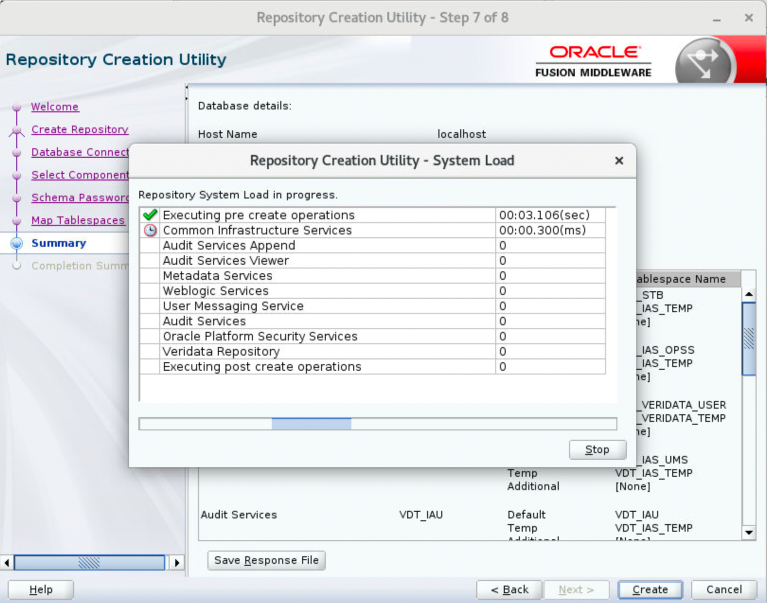 Repository Creation Utility - Step 7 of 8
Repository Creation Utility
ORACLE
FUSION MIDDLEWARE
Welcome
Create Repository
Database Connect
Select Component
Schema Password
Map Tablespaces
Summary
Completion Summ
Database details:
Host Name localhost
Repository Creation Utility - System Load
Repository System Load in progress.
Executing pre create operations 00:03.106(sec)
Common Infrastructure Services 00:00.300(ms)
Audit Services Append 0
Audit Services Viewer 0
Metadata Services 0
Weblogic Services 0
User Messaging Service 0
Audit Services 0
Oracle Platform Security Services 0
Veridata Repository 0
Executing post create operations 0
Stop
ablespace Name
_STB
_IAS_TEMP
ne]
_IAS_OPSS
_IAS_TEMP
ne]
_VERIDATA_USER
_VERIDATA_TEMP
ne]
_IAS_UMS
Temp VDT_IAS_TEMP
Additional [None]
Audit Services VDT_IAU Default VDT_IAU
Temp VDT_IAS_TEMP
Additional [None]
Save Response File
Help
< Back
Next >
Create
Cancel